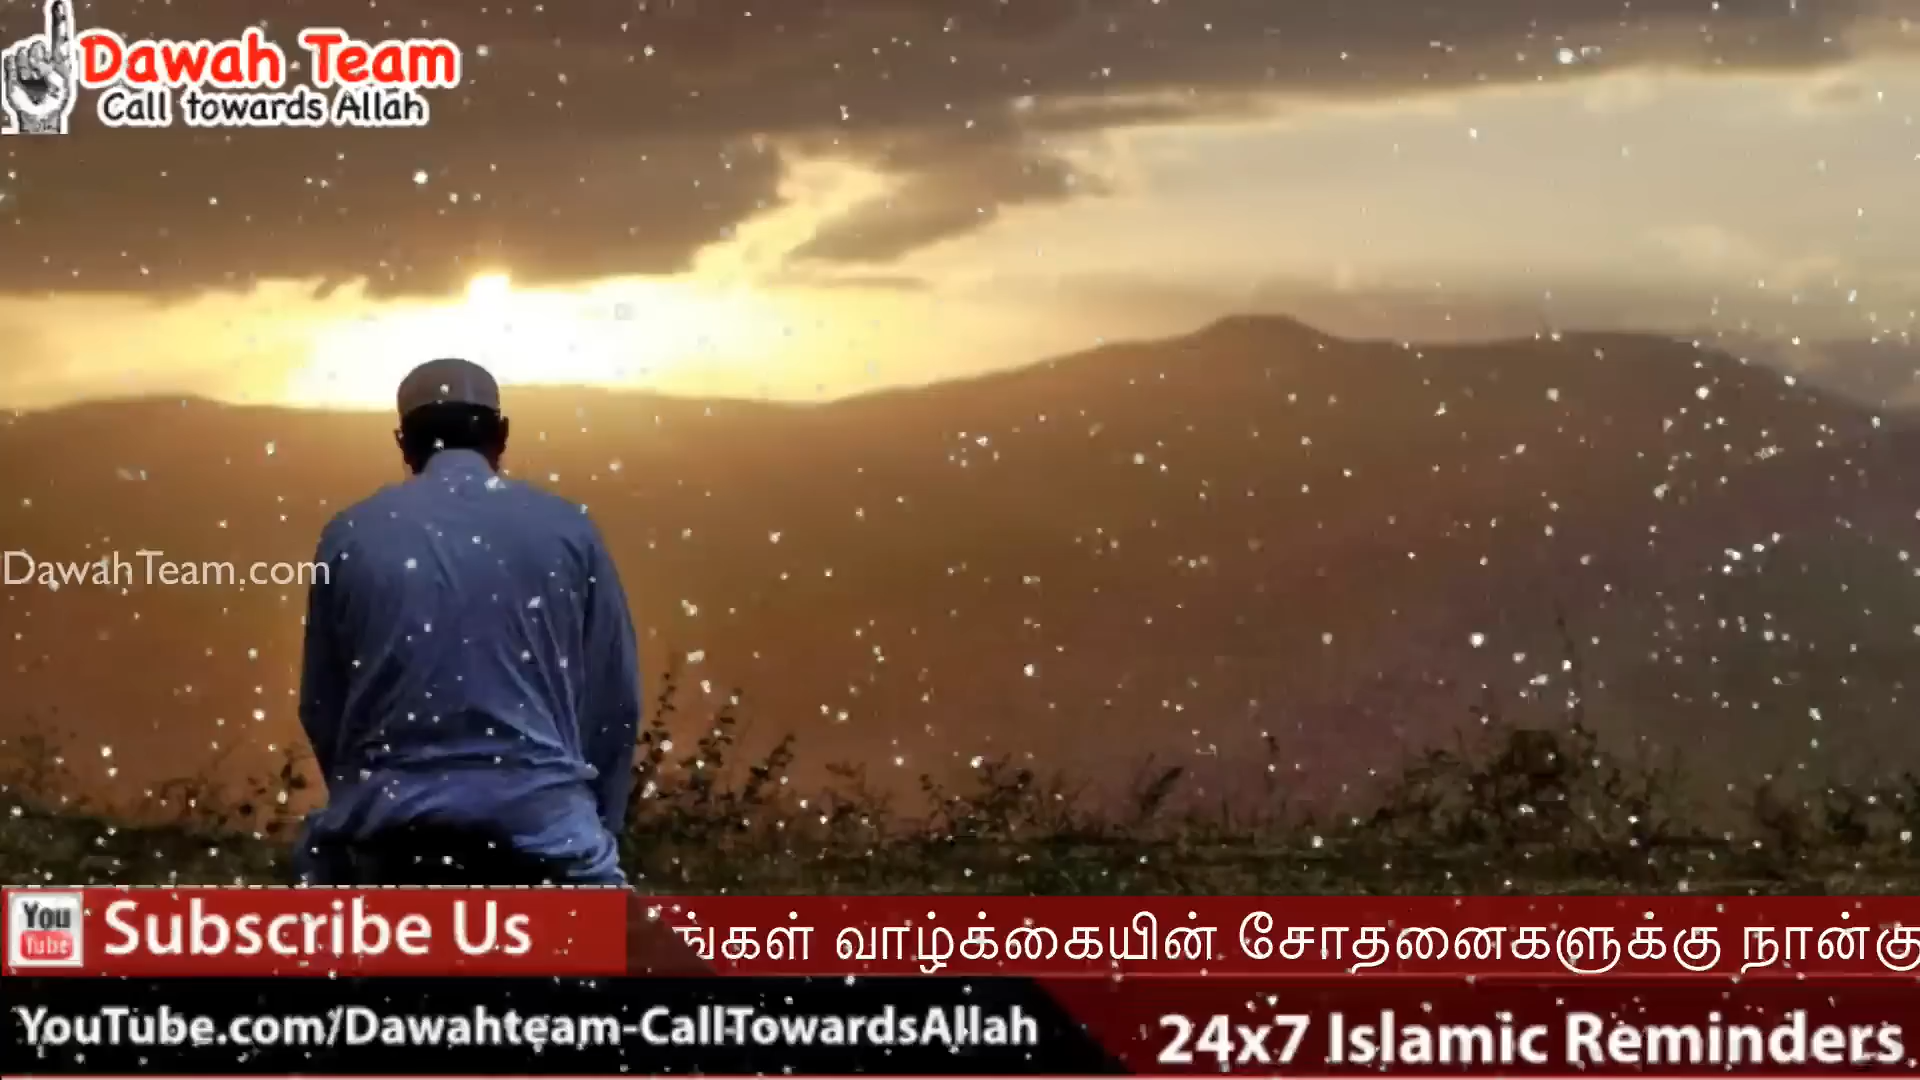 Dawah Team
Call towards Allah
DawahTeam.com
You
Tube
Subscribe Us
வாழ்க்கையின் சோதனைகளுக்கு
YouTube.com/Dawahteam-CallTowardsAllah
24x7 Islamic Reminders